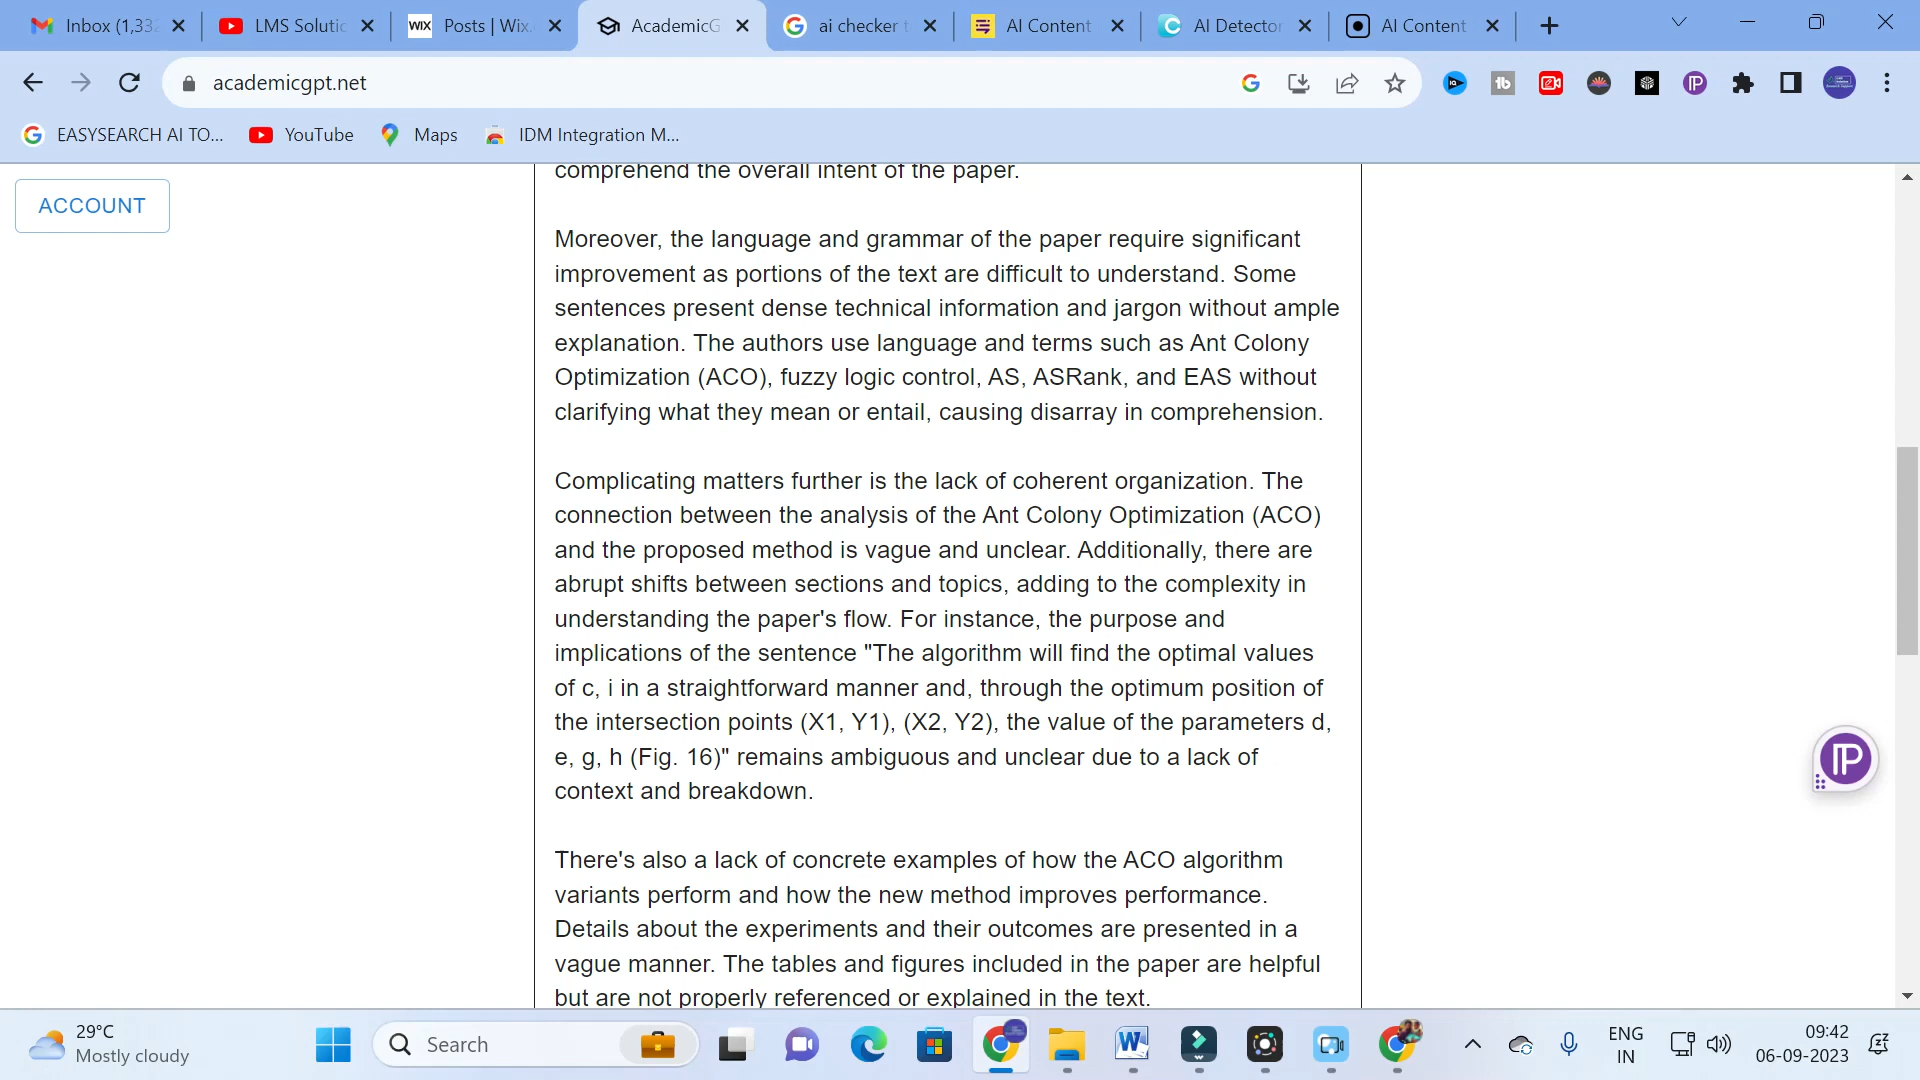 Inbox (1,33
LMS Solutic
WIX Posts | Wix.
AcademicG
ai checker t
AI Content
AI Detector
AI Content
academicgpt.net
EASYSEARCH AI TO...
YouTube
Maps
IDM Integration M...
ACCOUNT
comprehend the overall intent of the paper.
Moreover, the language and grammar of the paper require significant
improvement as portions of the text are difficult to understand. Some
sentences present dense technical information and jargon without ample
explanation. The authors use language and terms such as Ant Colony
Optimization (ACO), fuzzy logic control, AS, ASRank, and EAS without
clarifying what they mean or entail, causing disarray in comprehension.
Complicating matters further is the lack of coherent organization. The
connection between the analysis of the Ant Colony Optimization (ACO)
and the proposed method is vague and unclear. Additionally, there are
abrupt shifts between sections and topics, adding to the complexity in
understanding the paper's flow. For instance, the purpose and
implications of the sentence "The algorithm will find the optimal values
of c, i in a straightforward manner and, through the optimum position of
the intersection points (X1, Y1), (X2, Y2), the value of the parameters d,
e, g, h (Fig. 16)" remains ambiguous and unclear due to a lack of
context and breakdown.
There's also a lack of concrete examples of how the ACO algorithm
variants perform and how the new method improves performance.
Details about the experiments and their outcomes are presented in a
vague manner. The tables and figures included in the paper are helpful
but are not properly referenced or explained in the text.
29°C
Mostly cloudy
Search
ENG
IN
09:42
06-09-2023